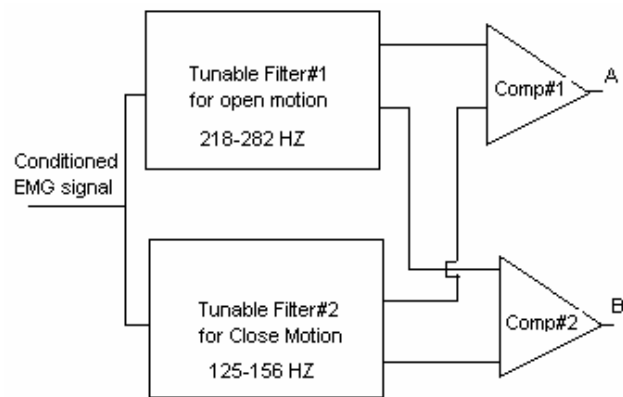 Tunable Filter#1
for open motion
218-282 HZ
Comp#1
A
Conditioned
EMG signal
Tunable Filter#2
for Close Motion
125-156 HZ
Comp#2
B